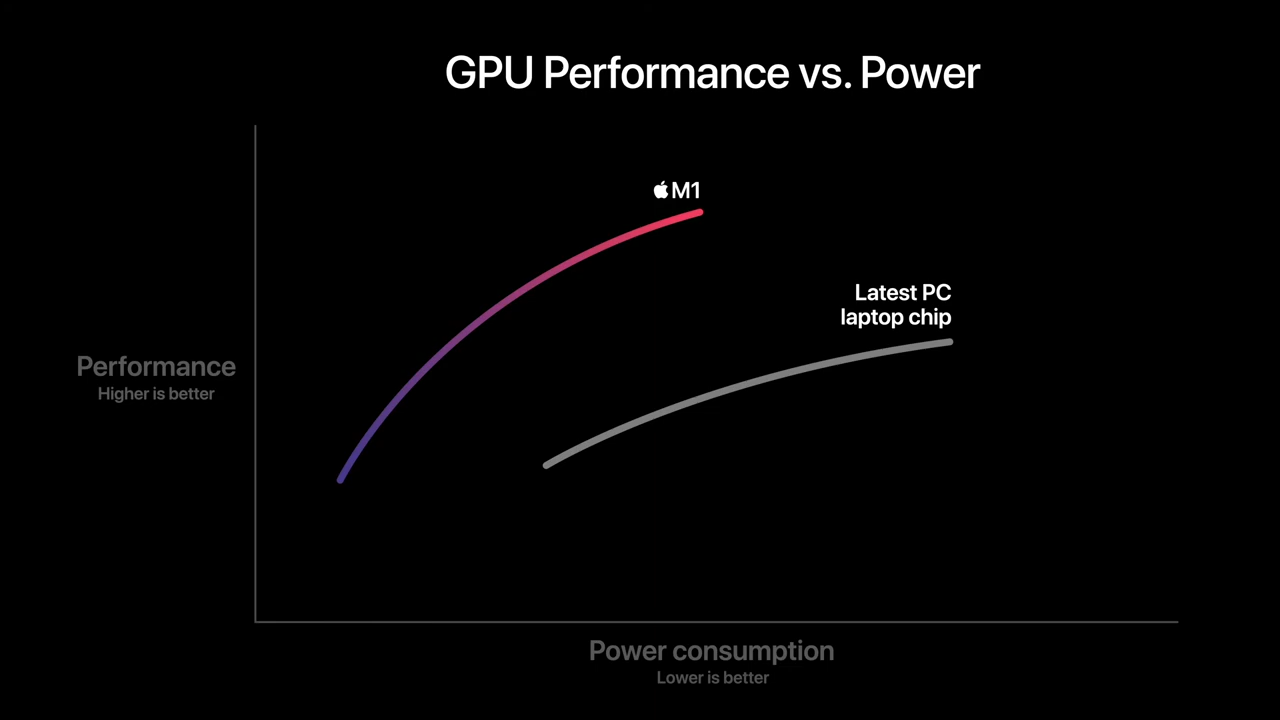 GPU Performance vs. Power
M1
Latest PC
laptop chip
Performance
Higher is better
Power consumption
Lower is better